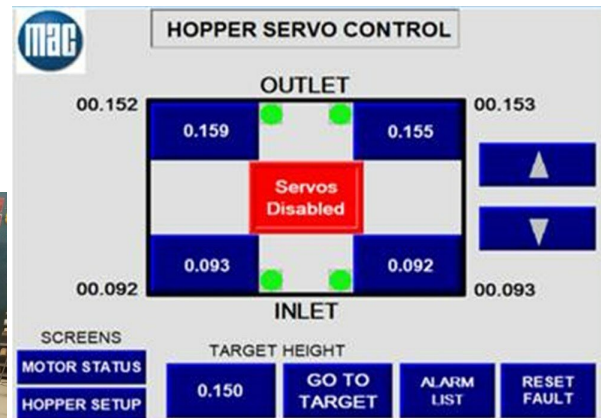 mac
HOPPER SERVO CONTROL
OUTLET
00.152
00.153
0.159
0.155
Servos
Disabled
0.093
0.092
00.092
00.093
INLET
SCREENS
MOTOR STATUS
HOPPER SETUP
TARGET HEIGHT
0.150
GO TO
TARGET
ALARM
LIST
RESET
FAULT